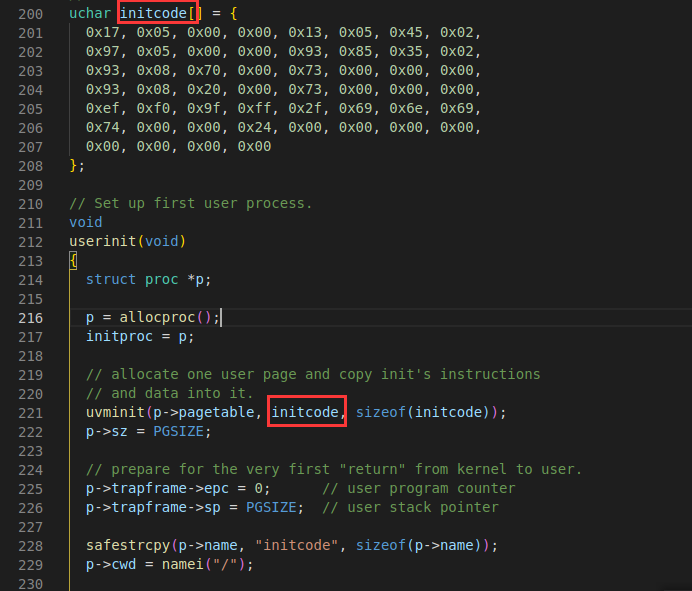 200 uchar initcode[] = {
201   0x17, 0x05, 0x00, 0x00, 0x13, 0x05, 0x45, 0x02,
202   0x97, 0x05, 0x00, 0x00, 0x93, 0x85, 0x35, 0x02,
203   0x93, 0x08, 0x70, 0x00, 0x73, 0x00, 0x00, 0x00,
204   0x93, 0x08, 0x20, 0x00, 0x73, 0x00, 0x00, 0x00,
205   0xef, 0xf0, 0x9f, 0xff, 0x2f, 0x69, 0x6e, 0x69,
206   0x74, 0x00, 0x00, 0x24, 0x00, 0x00, 0x00, 0x00,
207   0x00, 0x00, 0x00, 0x00
208 };
209
210 // Set up first user process.
211 void
212 userinit(void)
213 {
214   struct proc *p;
215
216   p = allocproc();
217   initproc = p;
218
219   // allocate one user page and copy init's instructions
220   // and data into it.
221   uvminit(p->pagetable, initcode, sizeof(initcode));
222   p->sz = PGSIZE;
223
224   // prepare for the very first "return" from kernel to user.
225   p->trapframe->epc = 0;      // user program counter
226   p->trapframe->sp = PGSIZE;  // user stack pointer
227
228   safestrcpy(p->name, "initcode", sizeof(p->name));
229   p->cwd = namei("/");
230